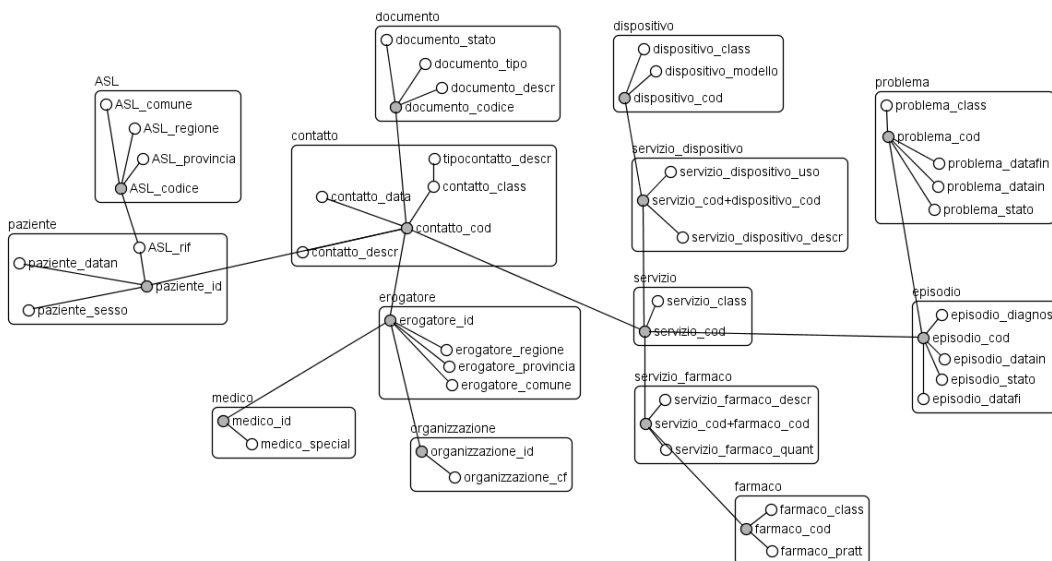 documento
documento_stato
documento_tipo
documento_descr
documento_codice
dispositivo
dispositivo_class
dispositivo_modello
dispositivo_cod
ASL
ASL_comune
ASL_regione
ASL_provincia
ASL_codice
problema
problema_class
problema_cod
problema_datafin
problema_datain
problema_stato
contatto
tipocontatto_descr
contatto_class
contatto_data
contatto_cod
contatto_descr
servizio_dispositivo
servizio_dispositivo_uso
servizio_cod+dispositivo_cod
servizio_dispositivo_descr
paziente
ASL_rif
paziente_datan
paziente_id
paziente_sesso
erogatore
erogatore_id
erogatore_regione
erogatore_provincia
erogatore_comune
servizio
servizio_class
servizio_cod
episodio
episodio_diagnosi
episodio_cod
episodio_datain
episodio_stato
episodio_datafi
medico
medico_id
medico_special
organizzazione
organizzazione_id
organizzazione_cf
servizio_farmaco
servizio_farmaco_descr
servizio_cod+farmaco_cod
servizio_farmaco_quant
farmaco
farmaco_class
farmaco_cod
farmaco_pratt